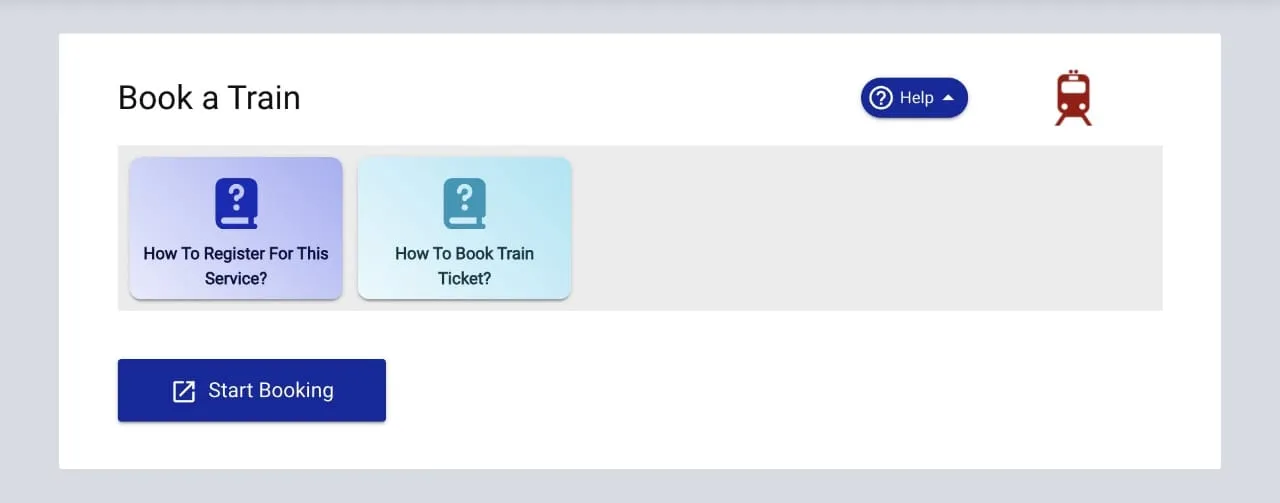 Book a Train
Help
How To Register For This
Service?
How To Book Train
Ticket?
Start Booking